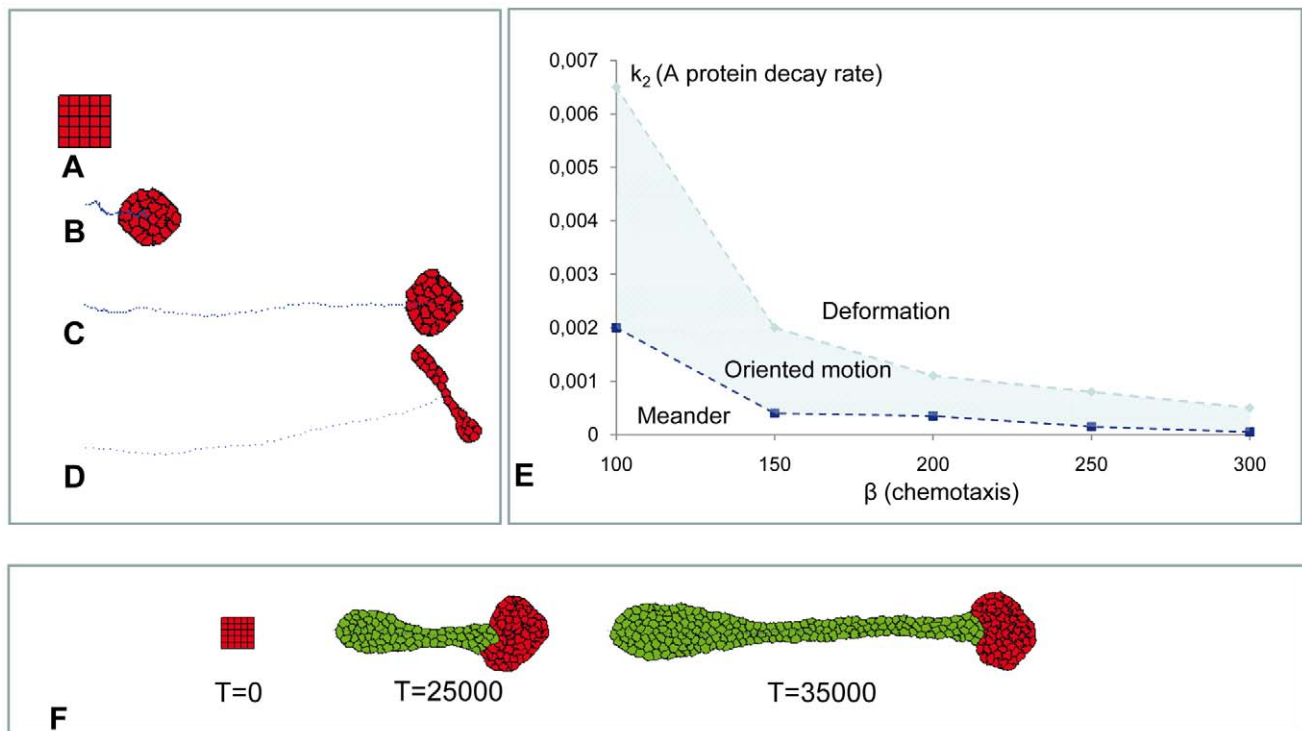 A
B
C
D
0,007
k2 (A protein decay rate)
0,006
0,005
0,004
0,003
Deformation
0,002
Oriented motion
0,001
Meander
0
100 150 200 250 300
E
β (chemotaxis)
T=0 T=25000 T=35000
F